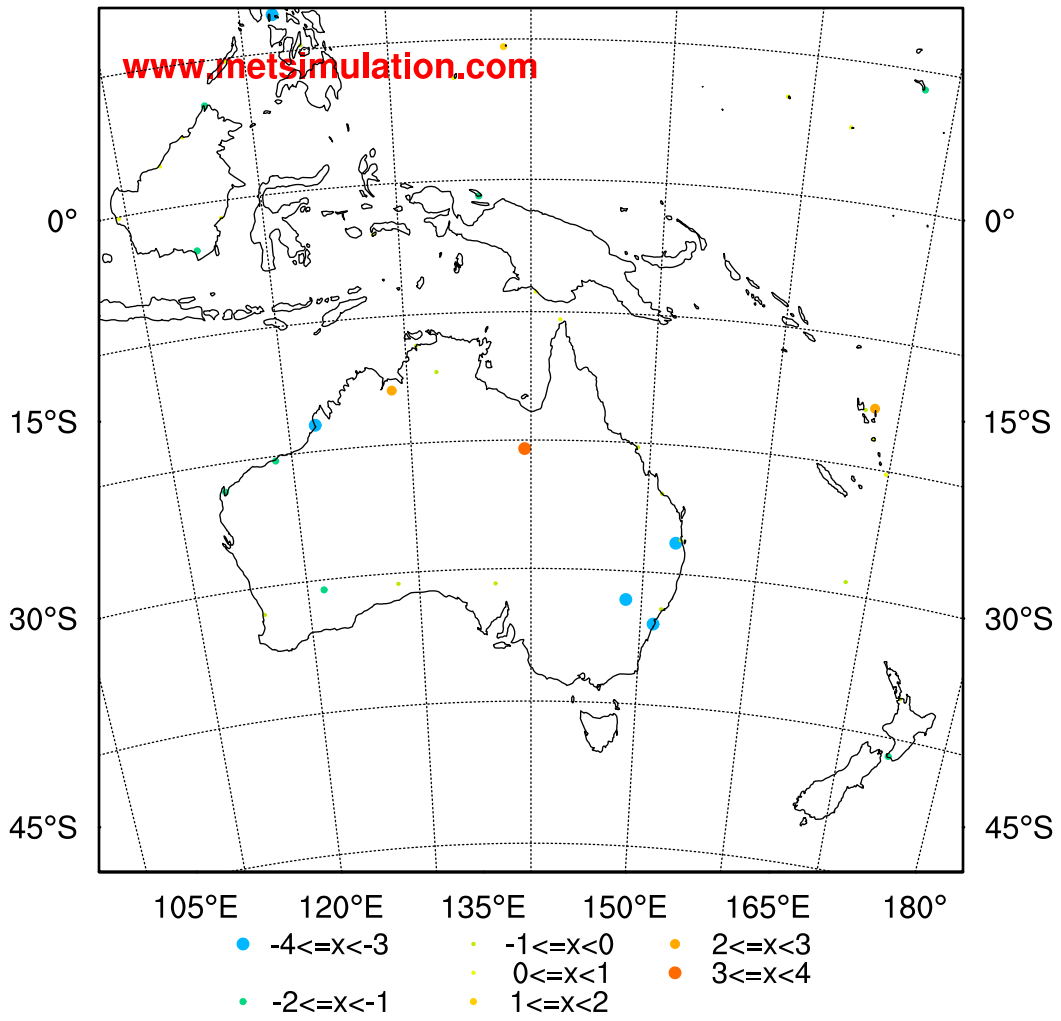 www.metsimulation.com
0° 0°
15°S 15°S
30°S 30°S
45°S 45°S
105°E 120°E 135°E 150°E 165°E 180°
-4<=x<-3 -1<=x<0 2<=x<3
0<=x<1 3<=x<4
-2<=x<-1 1<=x<2